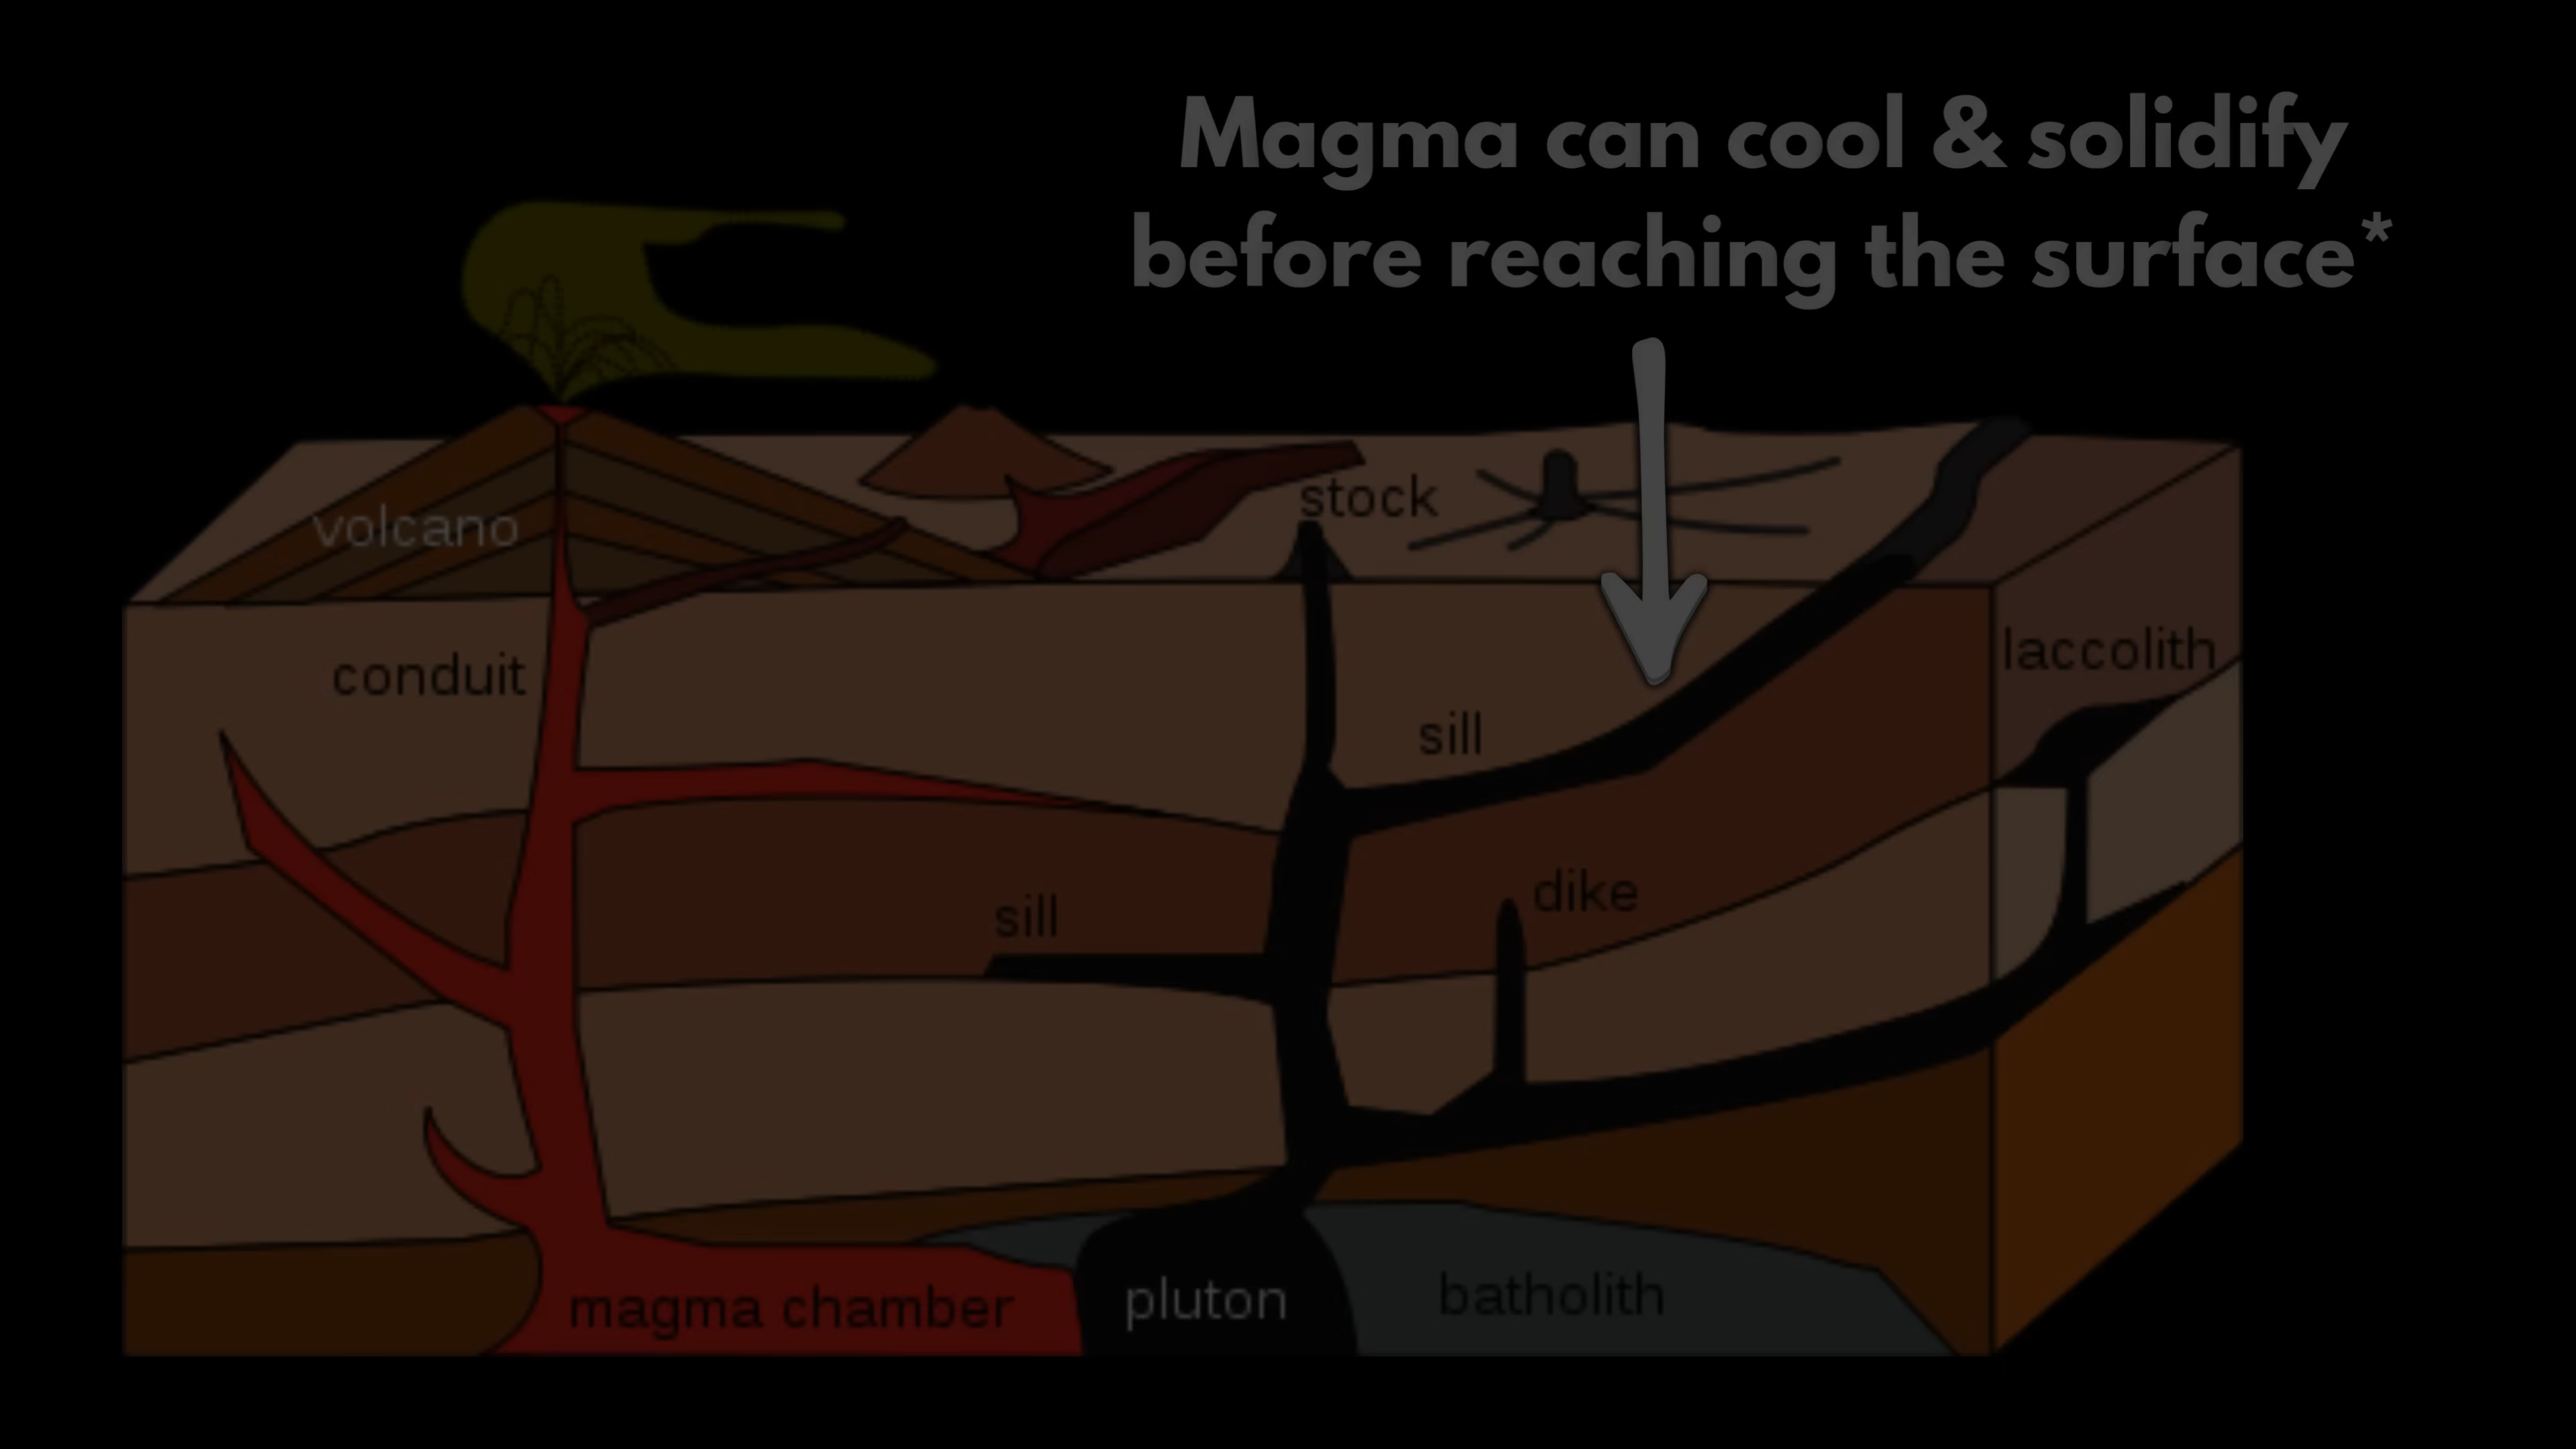 Magma can cool & solidify
before reaching the surface*
stock
volcano
conduit
laccolith
sill
dike
sill
magma chamber
pluton
batholith